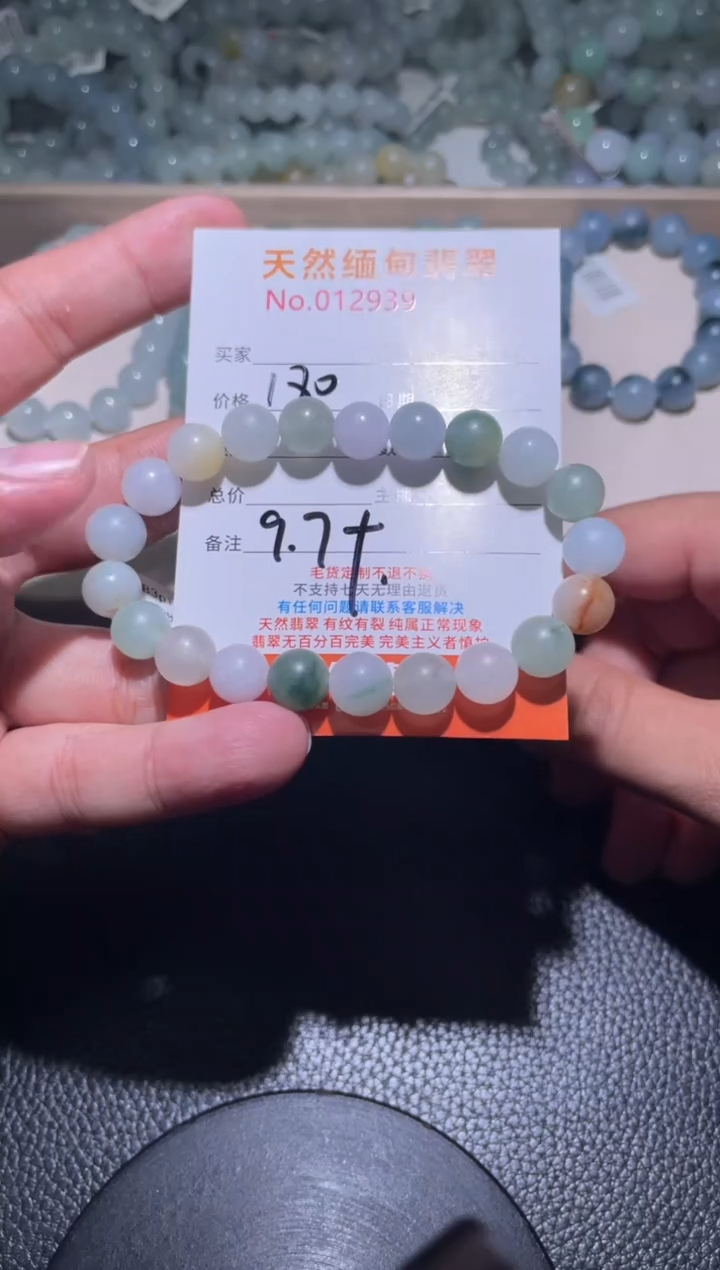 天然缅甸翡翠
No.012939
买家
价格 130
总价
备注 9.7+
毛货定制不退不换
不支持七天无理由退货
有任何问题请联系客服解决
天然翡翠 有纹有裂 纯属正常现象
翡翠无百分百完美 完美主义者慎拍